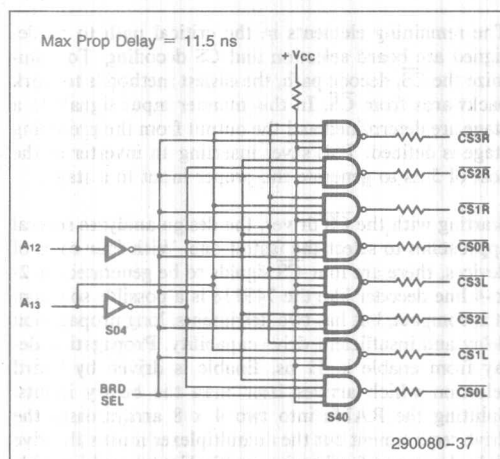 Max Prop Delay = 11.5 ns
+Vcc
CS3R
CS2R
CS1R
A12
CS0R
CS3L
A13
CS2L
S04
CS1L
BRD
SEL
S40
CS0L
290080-37